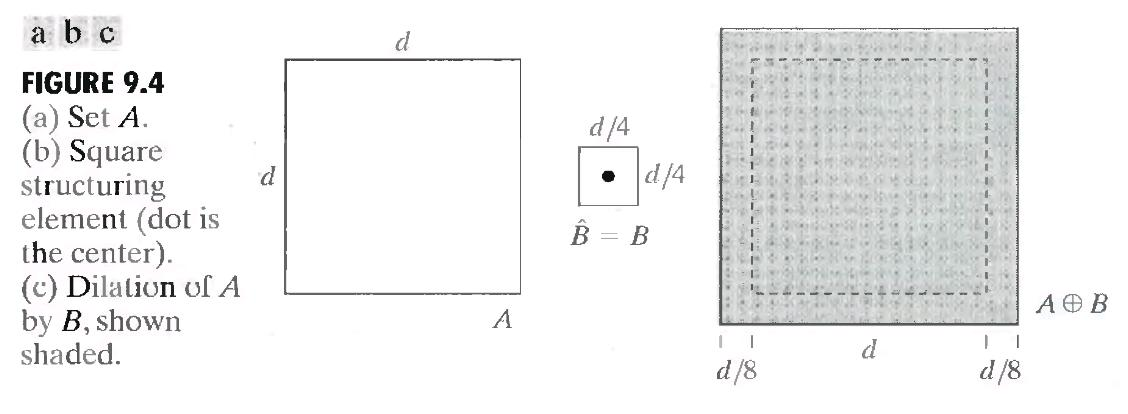 a b c
FIGURE 9.4
(a) Set A.
(b) Square
structuring
element (dot is
the center).
(c) Dilation of A
by B, shown
shaded.
d
d
A
d/4
d/4
B̂ = B
A ⊕ B
d
d/8
d/8